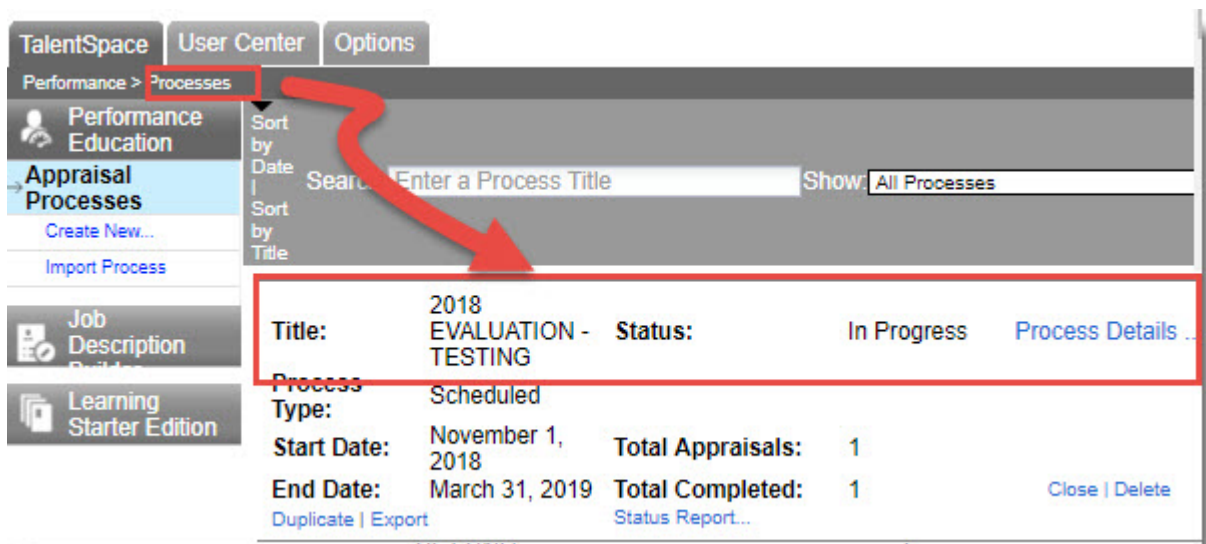 TalentSpace User Center Options
Performance > Processes
Performance
Education
Appraisal
Processes
Create New...
Import Process
Job
Description
Learning
Starter Edition
Sort
by
Date
|
Sort
by
Title
Enter a Process Title
Show: All Processes
Title: 2018
EVALUATION -
TESTING
Status: In Progress Process Details ..
Process
Type: Scheduled
Start Date: November 1,
2018
Total Appraisals: 1
End Date: March 31, 2019 Total Completed: 1 Close | Delete
Duplicate | Export Status Report...